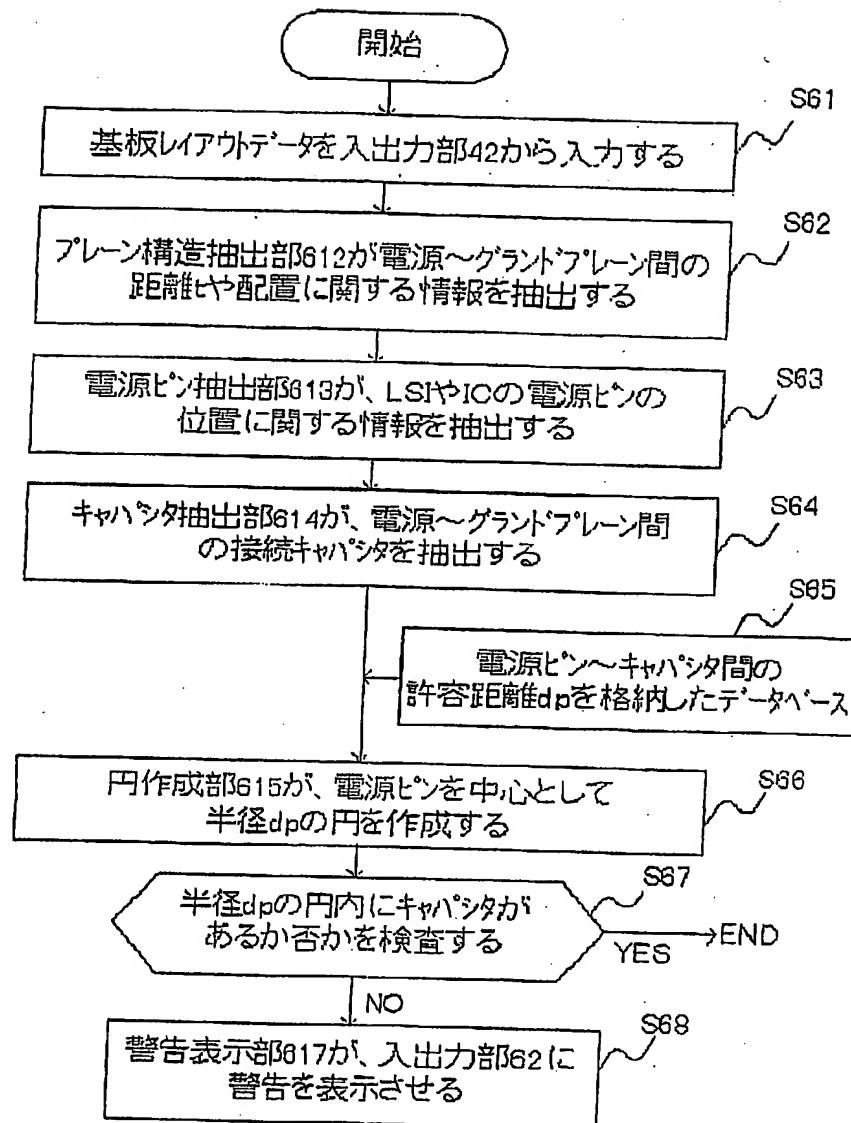 開始
S61
基板レイアウトデータを入出力部42から入力する
S62
プレーン構造抽出部612が電源～グランドプレーン間の
距離tや配置に関する情報を抽出する
S63
電源ピン抽出部613が、LSIやICの電源ピンの
位置に関する情報を抽出する
S64
キャパシタ抽出部614が、電源～グランドプレーン間
の接続キャパシタを抽出する
S65
電源ピン～キャパシタ間の
許容距離dpを格納したデータベース
S66
円作成部615が、電源ピンを中心として
半径dpの円を作成する
S67
半径dpの円内にキャパシタが
あるか否かを検査する
YES
END
NO
S68
警告表示部617が、入出力部62に
警告を表示させる